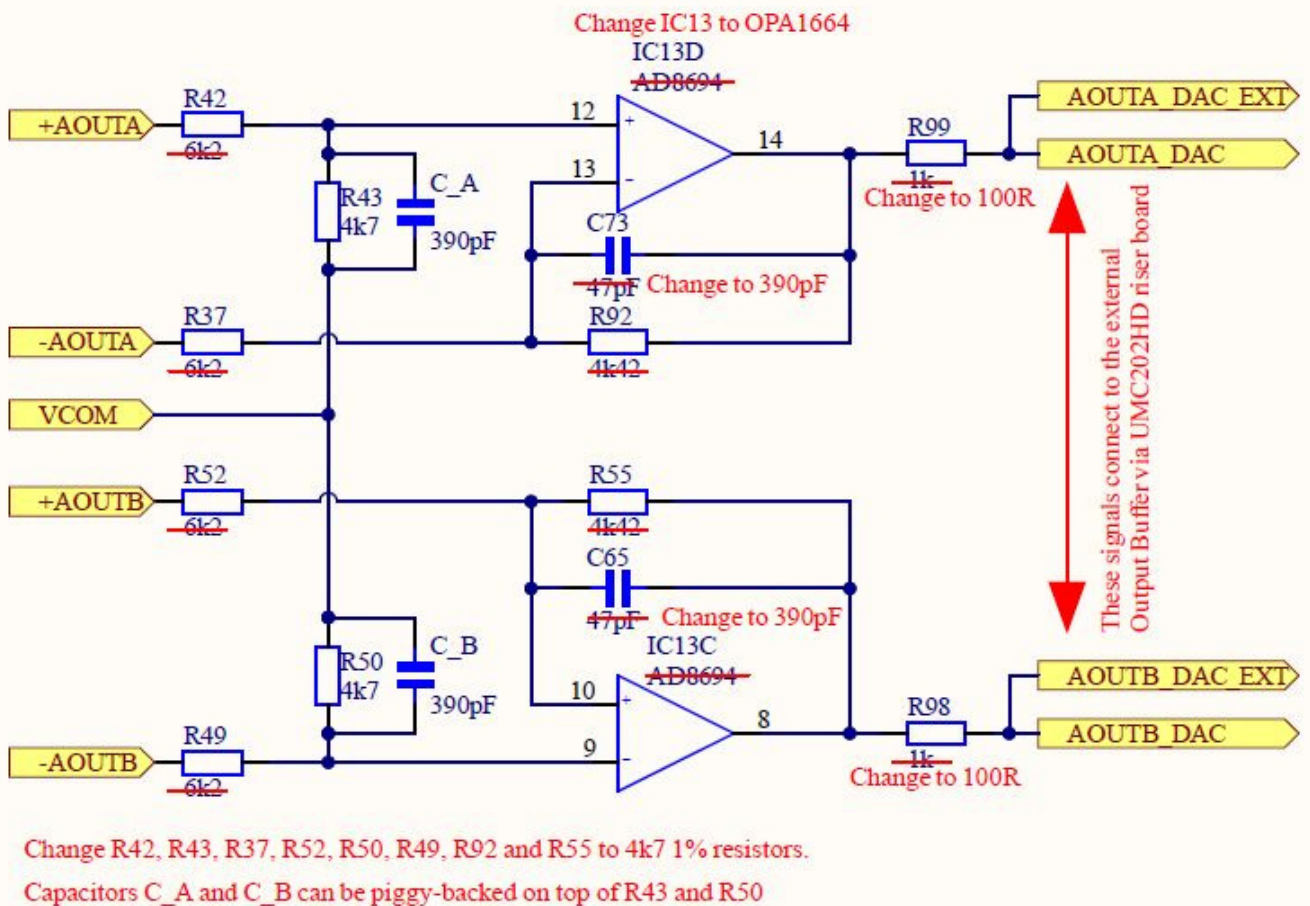 Change IC13 to OPA1664
IC13D
AD8694
+AOUTA
R42
6k2
12
+
14
R99
1k
Change to 100R
AOUTA_DAC_EXT
AOUTA_DAC
R43
4k7
C_A
390pF
13
−
C73
47pF
Change to 390pF
-AOUTA
R37
6k2
R92
4k42
VCOM
These signals connect to the external
Output Buffer via UMC202HD riser board
+AOUTB
R52
6k2
R55
4k42
C65
47pF
Change to 390pF
R50
4k7
C_B
390pF
IC13C
AD8694
10
+
8
R98
1k
Change to 100R
AOUTB_DAC_EXT
AOUTB_DAC
-AOUTB
R49
6k2
9
−
Change R42, R43, R37, R52, R50, R49, R92 and R55 to 4k7 1% resistors.
Capacitors C_A and C_B can be piggy-backed on top of R43 and R50